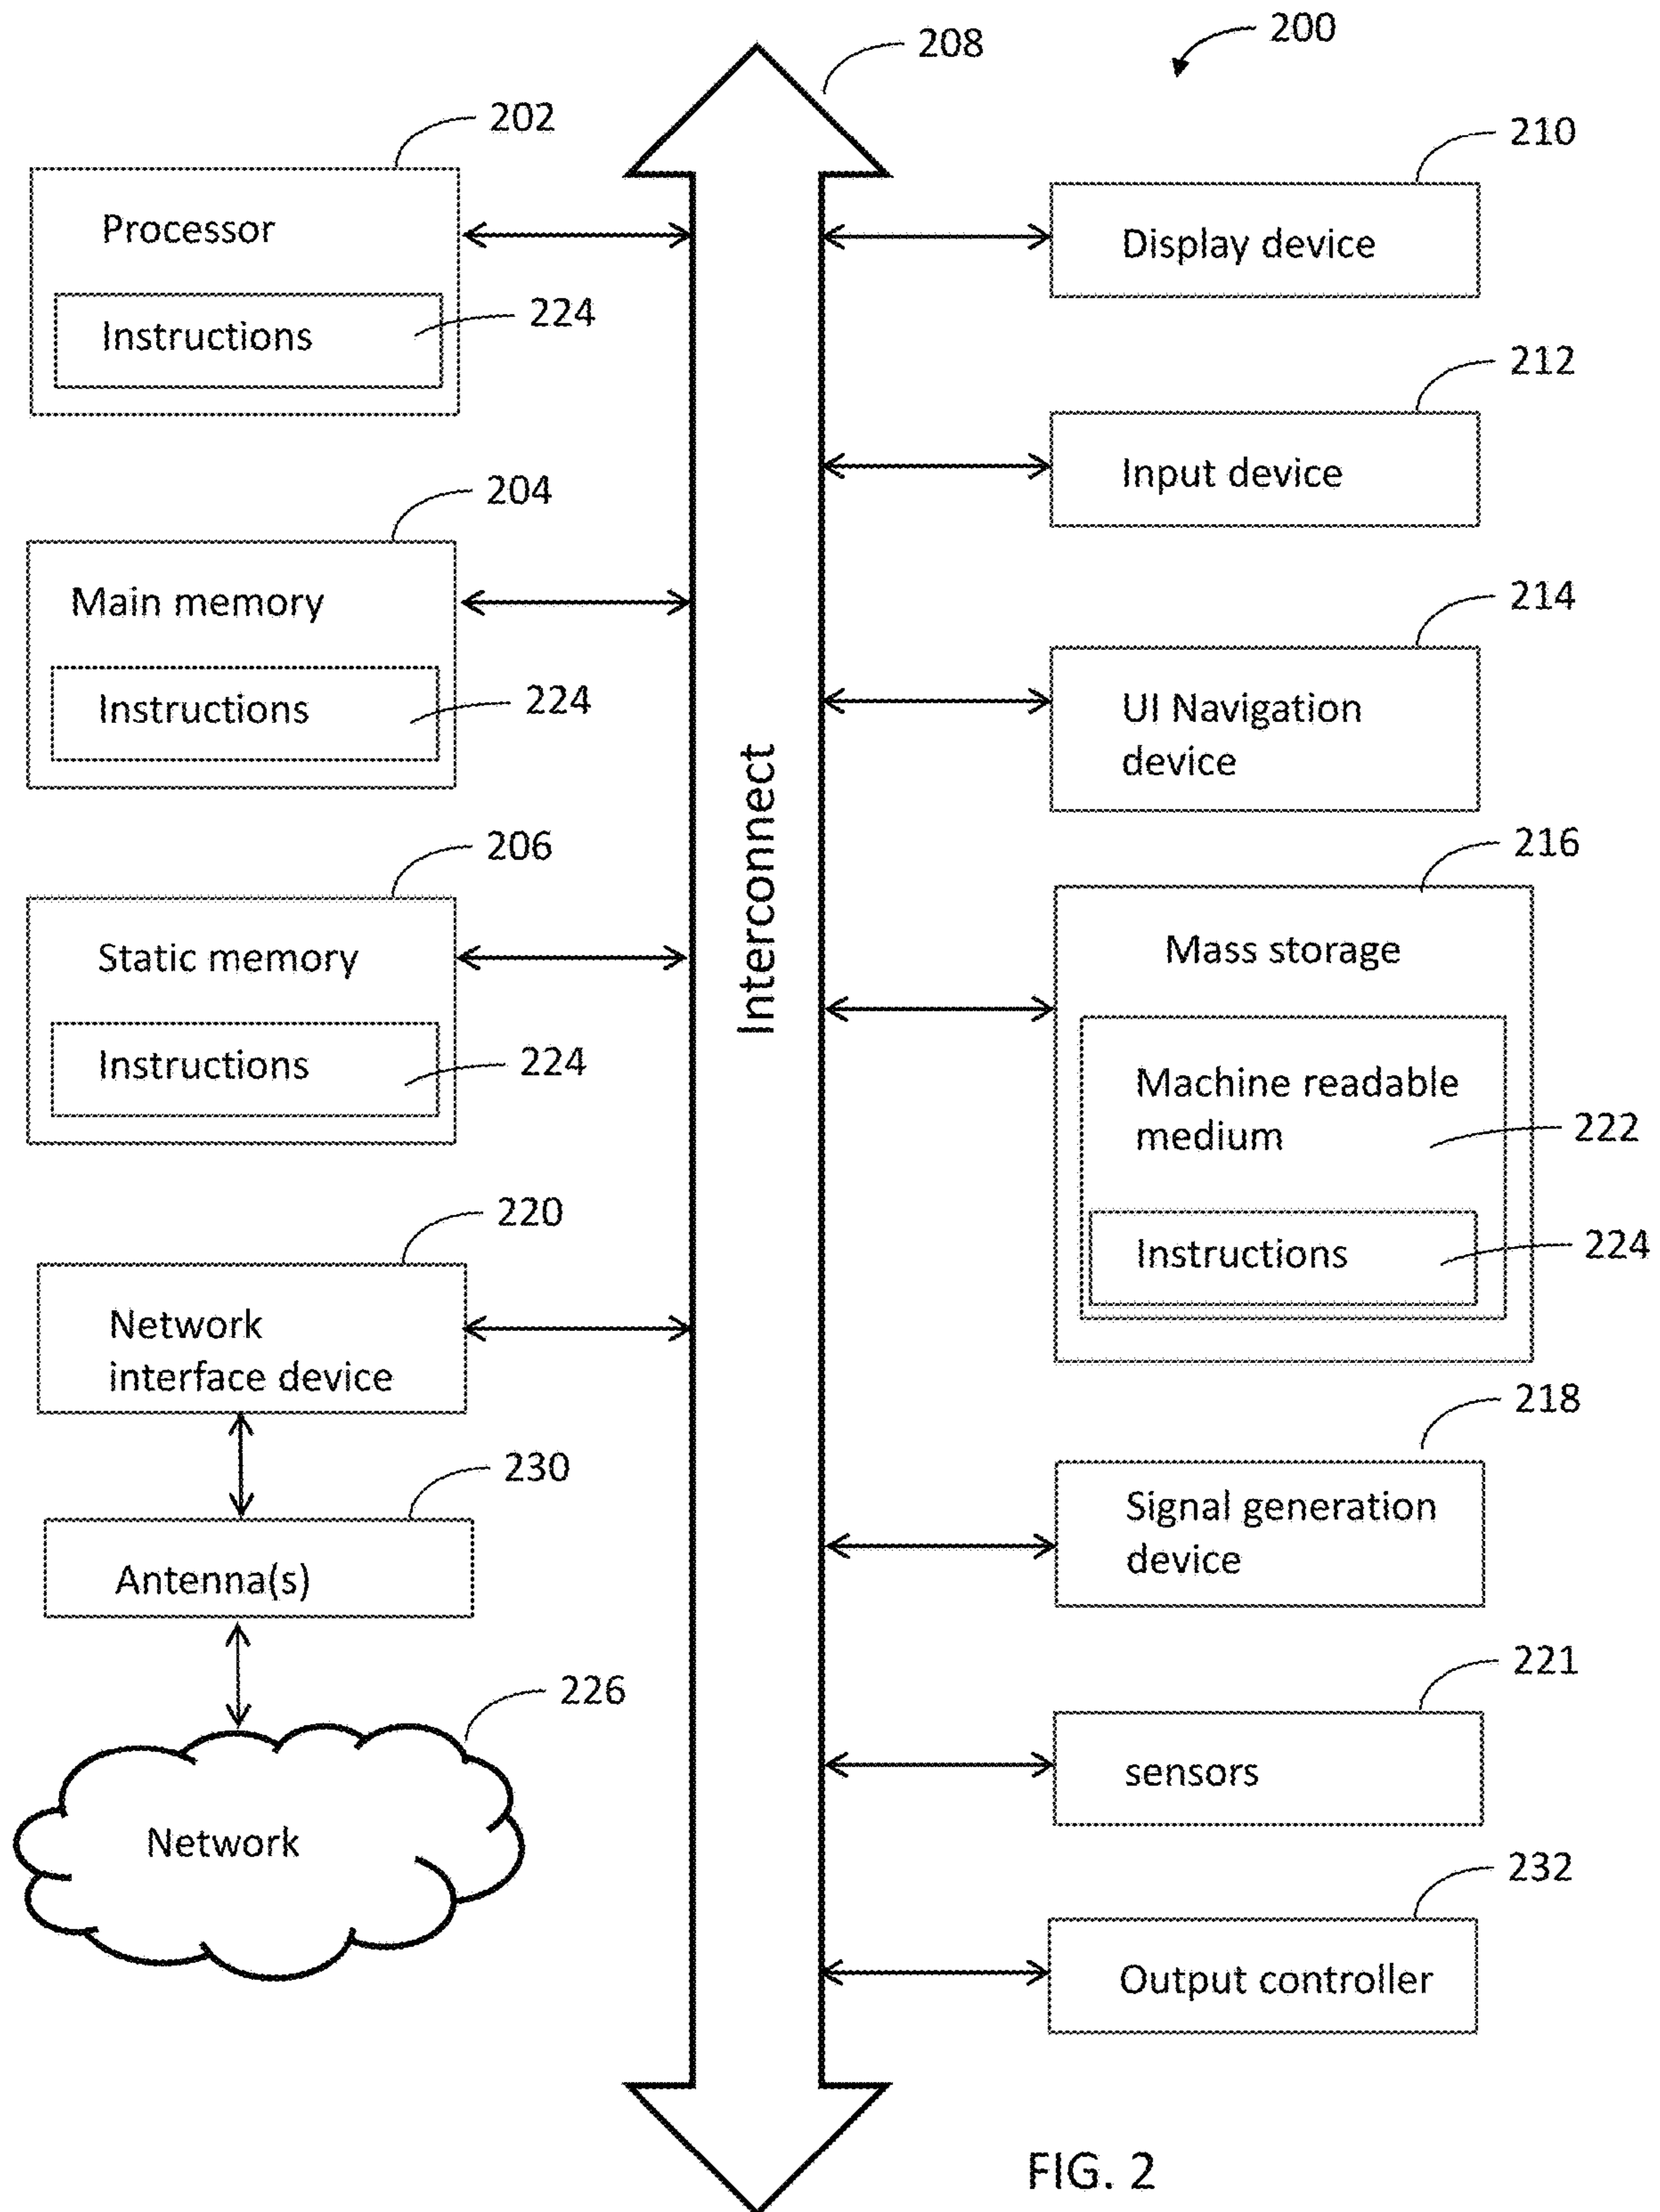 200
208
202
Processor
Instructions
224
204
Main memory
Instructions
224
206
Static memory
Instructions
224
220
Network
interface device
230
Antenna(s)
226
Network
Interconnect
210
Display device
212
Input device
214
UI Navigation
device
216
Mass storage
Machine readable
medium
222
Instructions
224
218
Signal generation
device
221
sensors
232
Output controller
FIG. 2